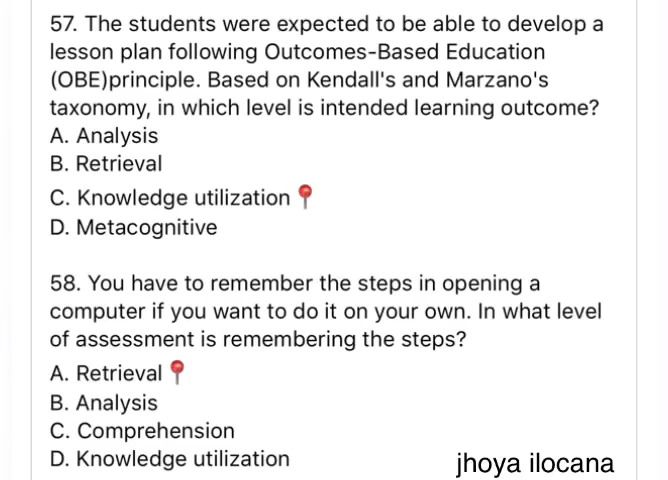 57. The students were expected to be able to develop a
lesson plan following Outcomes-Based Education
(OBE)principle. Based on Kendall's and Marzano's
taxonomy, in which level is intended learning outcome?
A. Analysis
B. Retrieval
C. Knowledge utilization 📍
D. Metacognitive
58. You have to remember the steps in opening a
computer if you want to do it on your own. In what level
of assessment is remembering the steps?
A. Retrieval 📍
B. Analysis
C. Comprehension
D. Knowledge utilization
jhoya ilocana